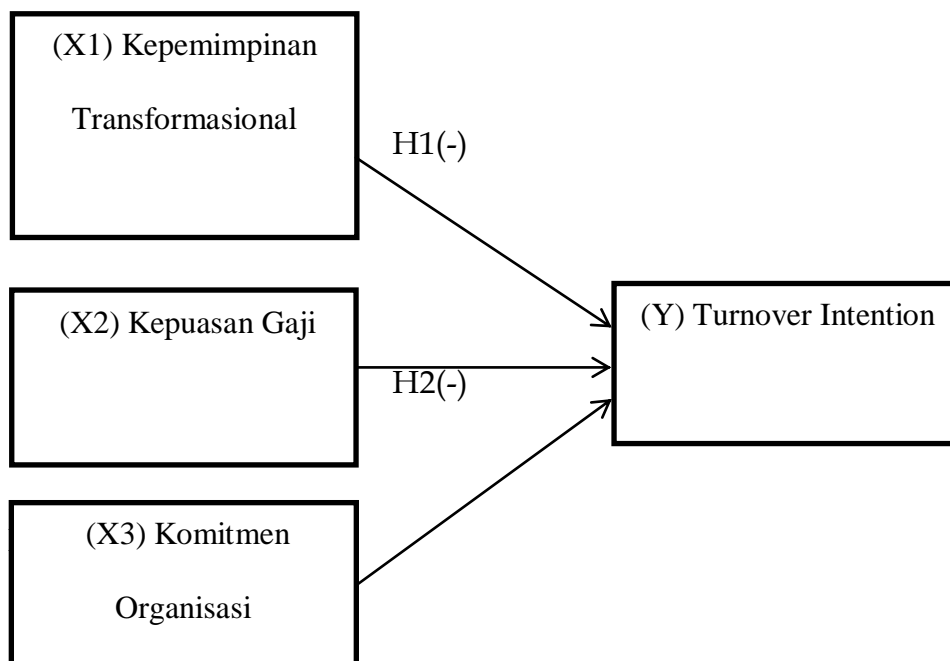 (X1) Kepemimpinan
Transformasional
H1(-)
(X2) Kepuasan Gaji
(Y) Turnover Intention
H2(-)
(X3) Komitmen
Organisasi